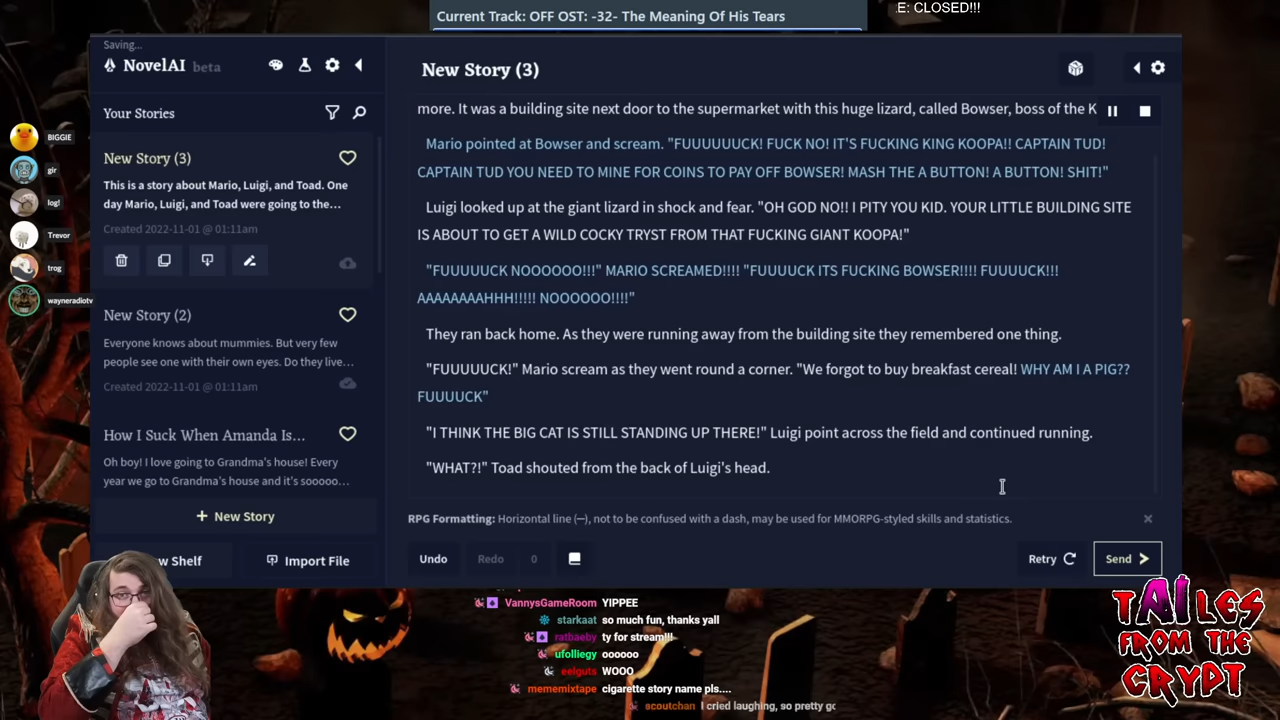 Current Track: OFF OST: -32- The Meaning Of His Tears
E: CLOSED!!!
Saving...
NovelAI beta
Your Stories
New Story (3)
This is a story about Mario, Luigi, and Toad. One
day Mario, Luigi, and Toad were going to the...
Created 2022-11-01 @ 01:11am
New Story (2)
Everyone knows about mummies. But very few
people see one with their own eyes. Do they live...
Created 2022-11-01 @ 01:11am
How I Suck When Amanda Is...
Oh boy! I love going to Grandma's house! Every
year we go to Grandma's house and it's sooooo...
+ New Story
w Shelf
Import File
BIGGIE
gir
log!
Trevor
trog
wayneradiotv
New Story (3)
more. It was a building site next door to the supermarket with this huge lizard, called Bowser, boss of the K
Mario pointed at Bowser and scream. "FUUUUUUCK! FUCK NO! IT'S FUCKING KING KOOPA!! CAPTAIN TUD!
CAPTAIN TUD YOU NEED TO MINE FOR COINS TO PAY OFF BOWSER! MASH THE A BUTTON! A BUTTON! SHIT!"
Luigi looked up at the giant lizard in shock and fear. "OH GOD NO!! I PITY YOU KID. YOUR LITTLE BUILDING SITE
IS ABOUT TO GET A WILD COCKY TRYST FROM THAT FUCKING GIANT KOOPA!"
"FUUUUUCK NOOOOOO!!!" MARIO SCREAMED!!!! "FUUUUCK ITS FUCKING BOWSER!!!! FUUUUCK!!!
AAAAAAAAHHH!!!!! NOOOOOO!!!!"
They ran back home. As they were running away from the building site they remembered one thing.
"FUUUUUCK!" Mario scream as they went round a corner. "We forgot to buy breakfast cereal! WHY AM I A PIG??
FUUUUCK"
"I THINK THE BIG CAT IS STILL STANDING UP THERE!" Luigi point across the field and continued running.
"WHAT?!" Toad shouted from the back of Luigi's head.
RPG Formatting: Horizontal line (—), not to be confused with a dash, may be used for MMORPG-styled skills and statistics.
Undo
Redo
0
Retry
Send
VannysGameRoom YIPPEE
starkaat so much fun, thanks yall
ratbaeby ty for stream!!!
ufolliegy oooooo
eelguts WOOO
mememixtape cigarette story name pls....
scoutchan I cried laughing, so pretty go
TAILES
FROM THE
CRYPT